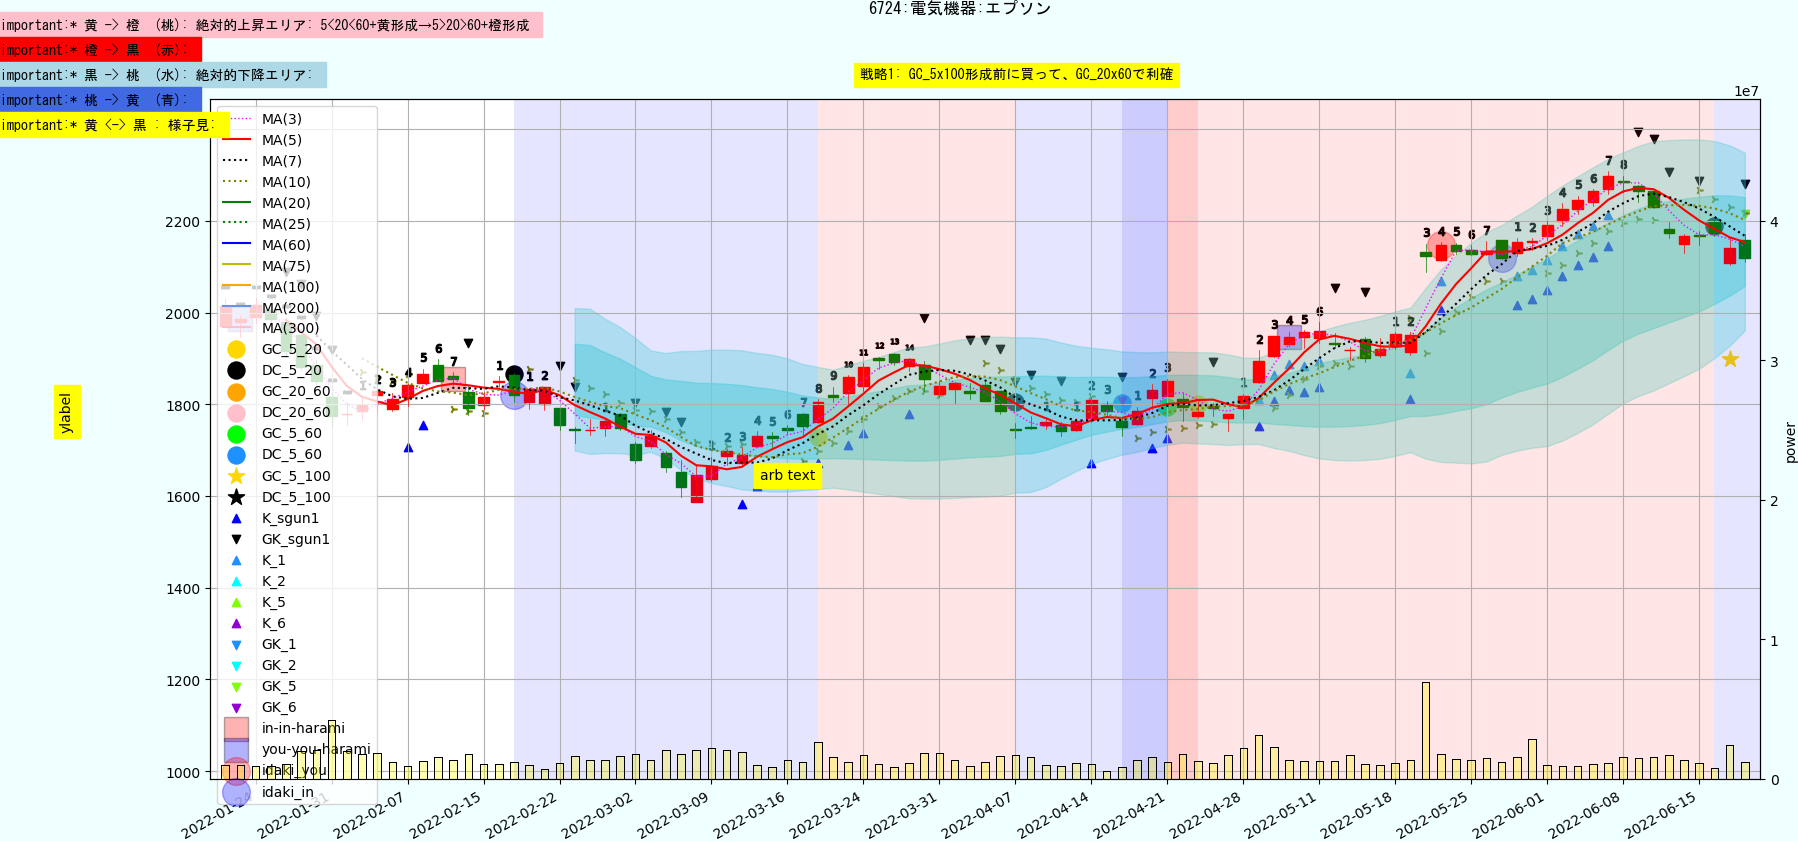 6724:電気機器:エプソン
important:* 黄 -> 橙 (桃): 絶対的上昇エリア: 5<20<60+黄形成→5>20>60+橙形成
important:* 橙 -> 黒 (赤):
important:* 黒 -> 桃 (水): 絶対的下降エリア:
important:* 桃 -> 黄 (青):
important:* 黄 <-> 黒 : 様子見:
戦略1: GC_5x100形成前に買って、GC_20x60で利確
1e7
MA(3)
MA(5)
MA(7)
MA(10)
MA(20)
MA(25)
MA(60)
MA(75)
MA(100)
MA(200)
MA(300)
GC_5_20
DC_5_20
GC_20_60
DC_20_60
GC_5_60
DC_5_60
GC_5_100
DC_5_100
K_sgun1
GK_sgun1
K_1
K_2
K_5
K_6
GK_1
GK_2
GK_5
GK_6
in-in-harami
you-you-harami
idaki_you
idaki_in
ylabel
2200
2000
1800
1600
1400
1200
1000
arb text
4
3
2
1
0
power
2022-01-24
2022-01-31
2022-02-07
2022-02-15
2022-02-22
2022-03-02
2022-03-09
2022-03-16
2022-03-24
2022-03-31
2022-04-07
2022-04-14
2022-04-21
2022-04-28
2022-05-11
2022-05-18
2022-05-25
2022-06-01
2022-06-08
2022-06-15